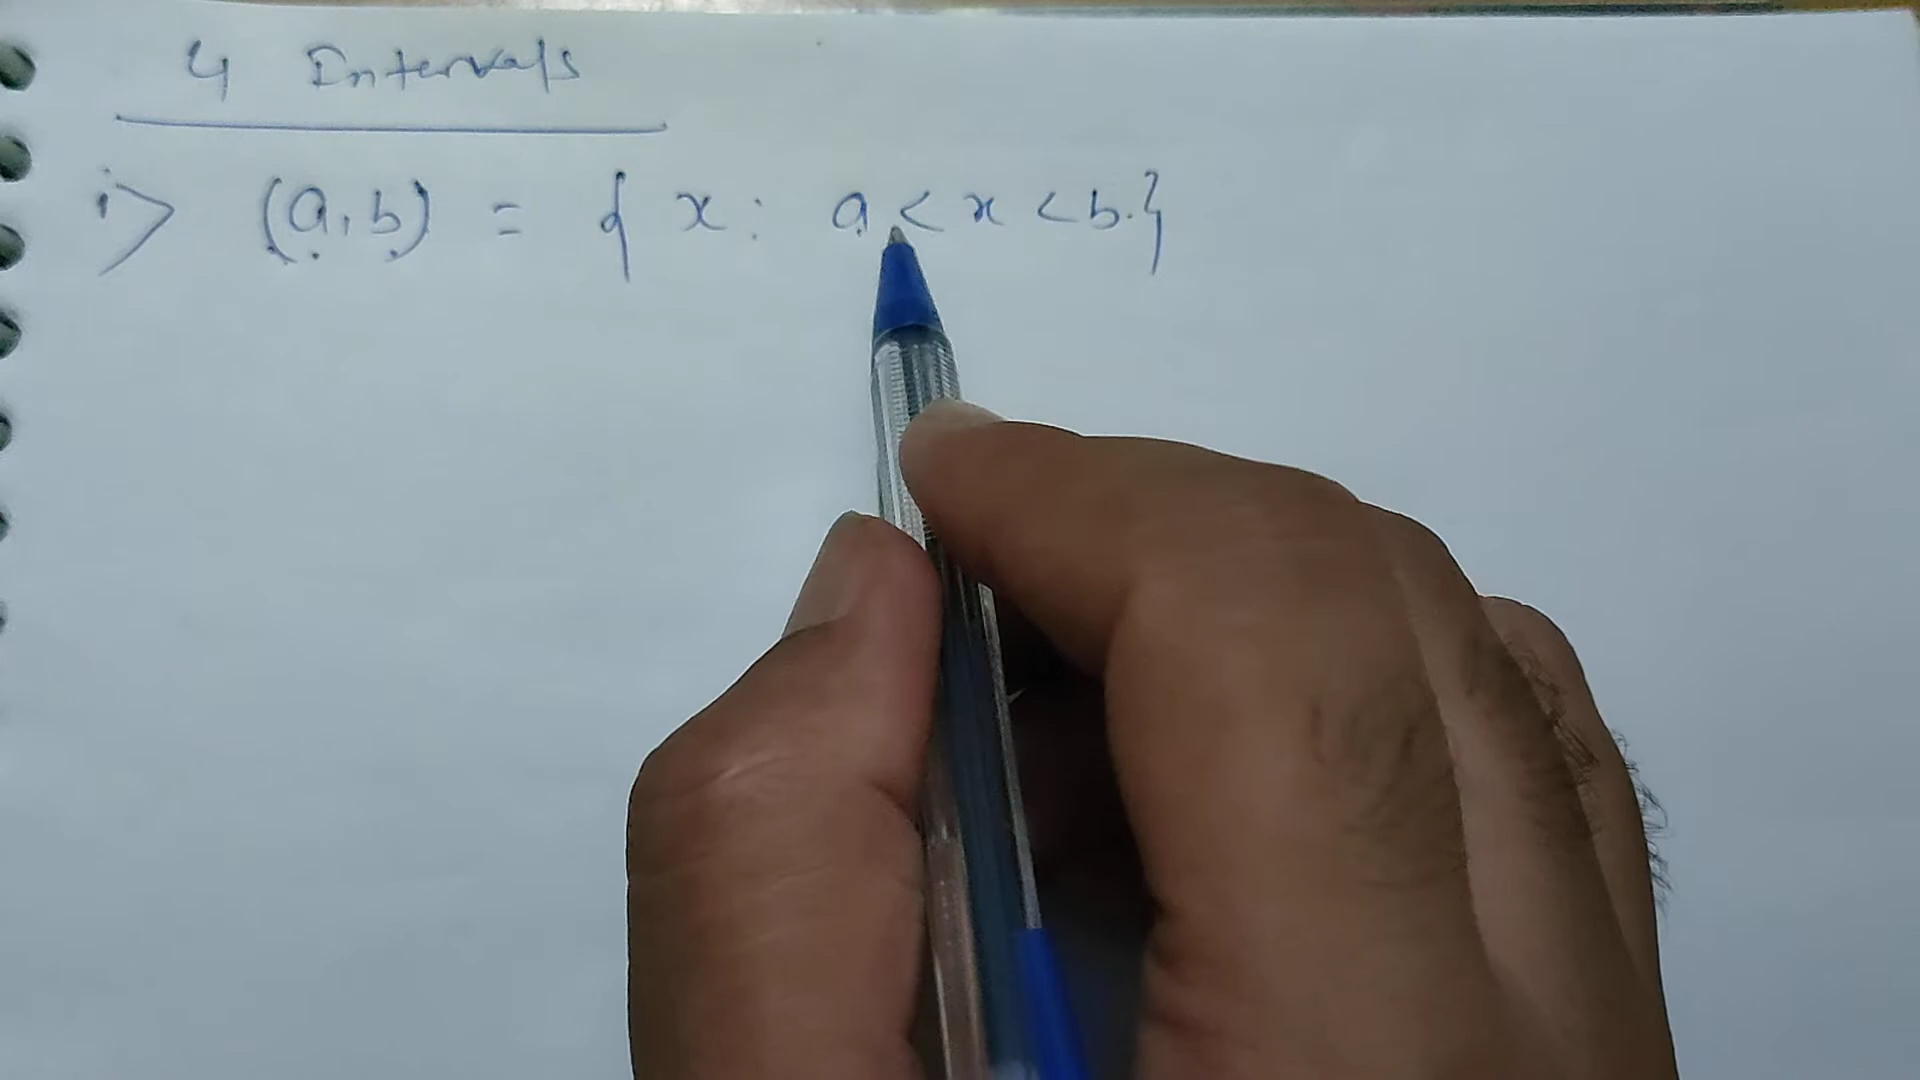 4 Intervals
i> (a,b) = { x: a < x < b.}